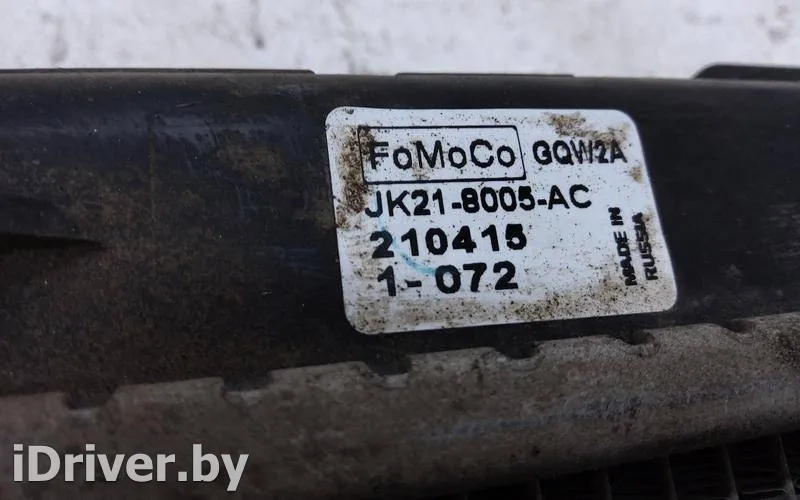 FoMoCo GQW2A
JK21-8005-AC
210415
1-072
MADE IN
RUSSIA
iDriver.by